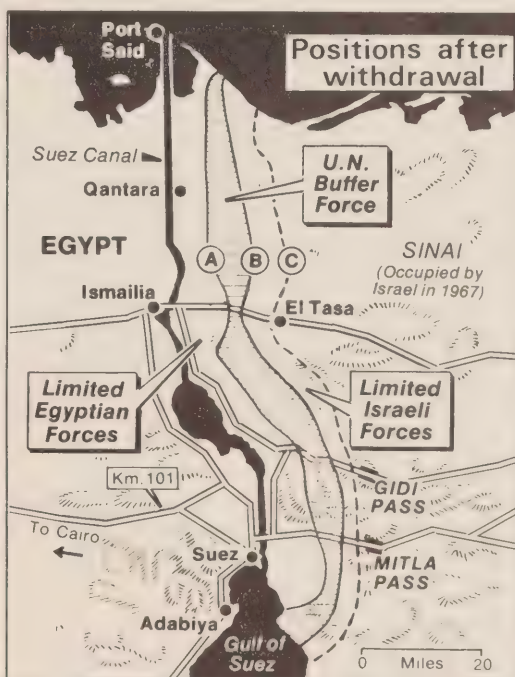 Port
Said
Positions after
withdrawal
Suez Canal
U.N.
Buffer
Force
Qantara
EGYPT
A
B
C
SINAI
(Occupied by
Israel in 1967)
Ismailia
El Tasa
Limited
Egyptian
Forces
Limited
Israeli
Forces
Km. 101
GIDI
PASS
To Cairo
Suez
MITLA
PASS
Adabiya
Gulf of
Suez
0 Miles 20